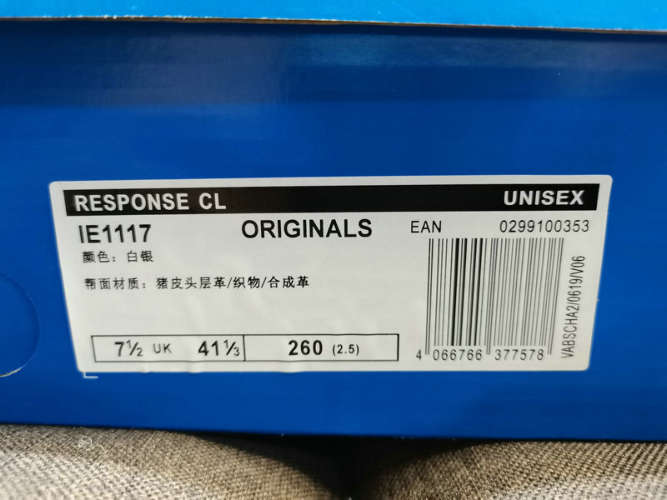 RESPONSE CL UNISEX
IE1117 ORIGINALS EAN 0299100353
颜色：白银
帮面材质：猪皮头层革/织物/合成革
7½ UK 41⅓ 260 (2.5)
4 066766 377578
VABSCHA2/0619/V06